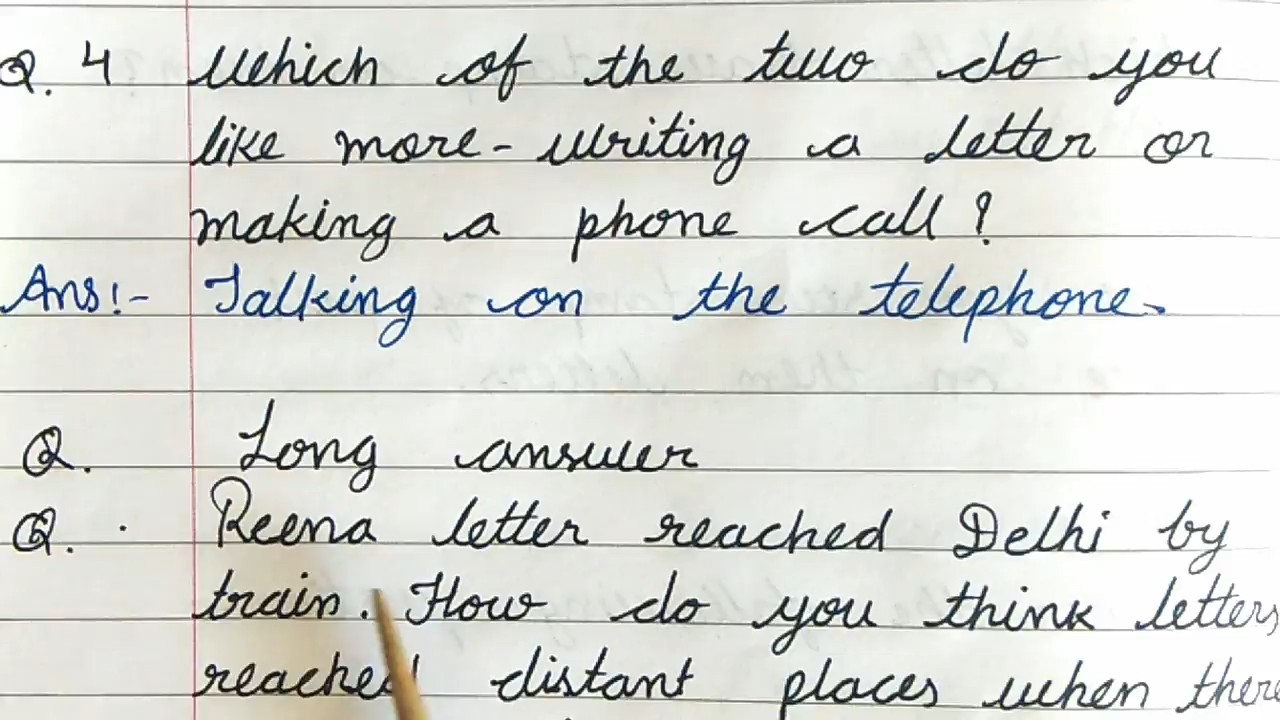 Q. 4 Which of the two do you
like more - writing a letter or
making a phone call?
Ans:- Talking on the telephone.
Q. Long answer
Q. . Reena letter reached Delhi by
train. How do you think letters
reached distant places when there